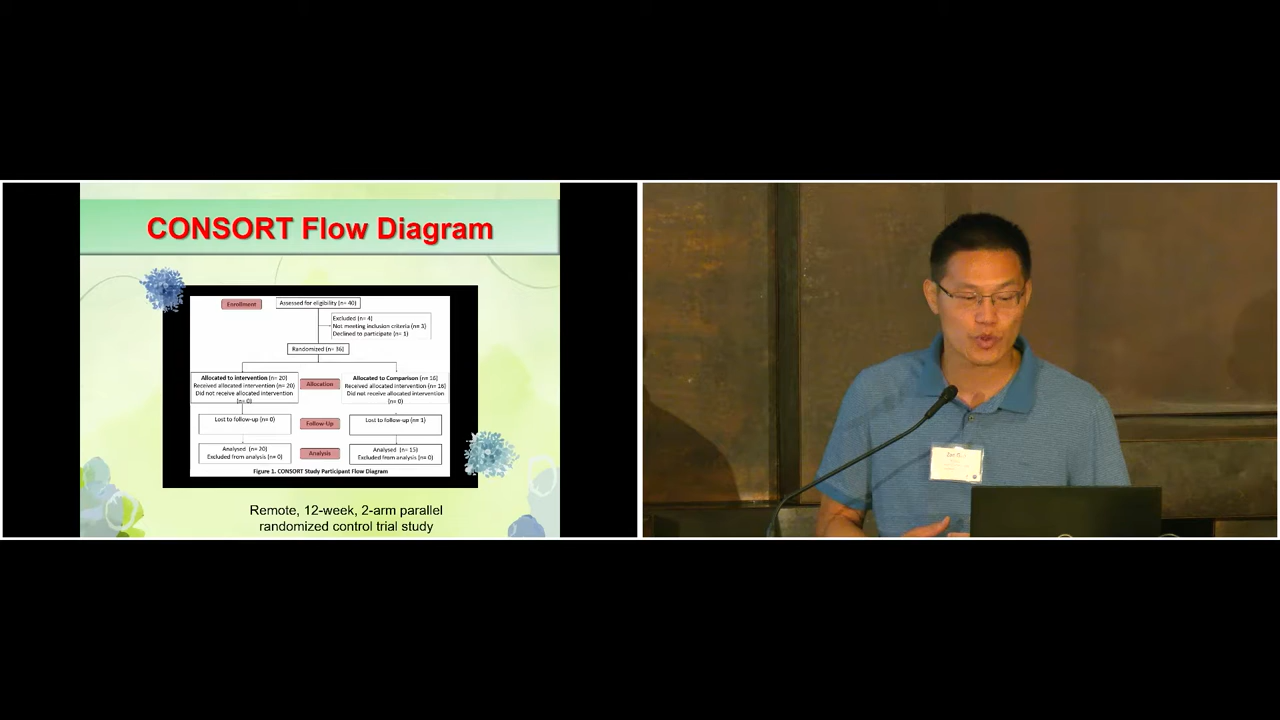 CONSORT Flow Diagram
Enrollment
Assessed for eligibility (n= 40)
Excluded (n= 4)
Not meeting inclusion criteria (n= 3)
Declined to participate (n= 1)
Randomized (n= 36)
Allocated to intervention (n= 20)
Received allocated intervention (n= 20)
Did not receive allocated intervention
(n= 0)
Allocation
Allocated to Comparison (n= 16)
Received allocated intervention (n= 16)
Did not receive allocated intervention
(n= 0)
Lost to follow-up (n= 0)
Follow-Up
Lost to follow-up (n= 1)
Analysed (n= 20)
Excluded from analysis (n= 0)
Analysis
Analysed (n= 15)
Excluded from analysis (n= 0)
Figure 1. CONSORT Study Participant Flow Diagram
Remote, 12-week, 2-arm parallel
randomized control trial study